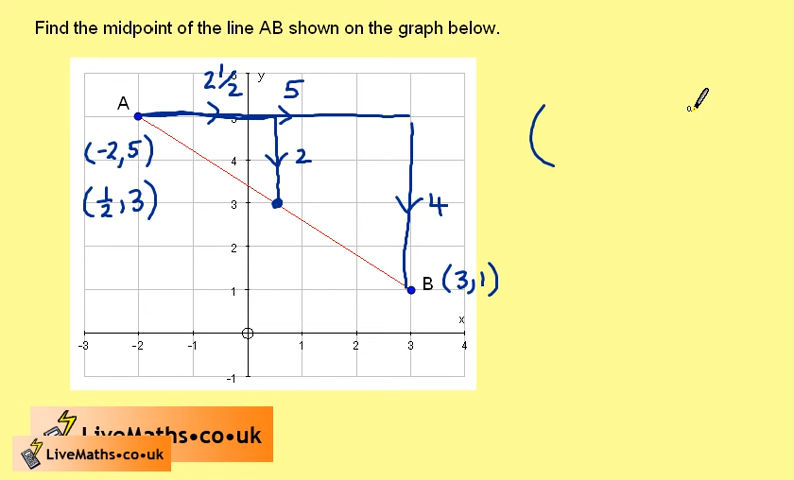 Find the midpoint of the line AB shown on the graph below.
2½
6
y
5
(
A
5
(-2,5)
4
2
(½,3)
3
4
2
B (3,1)
1
x
-3 -2 -1 1 2 3 4
-1
LiveMaths•co•uk
LiveMaths•co•uk